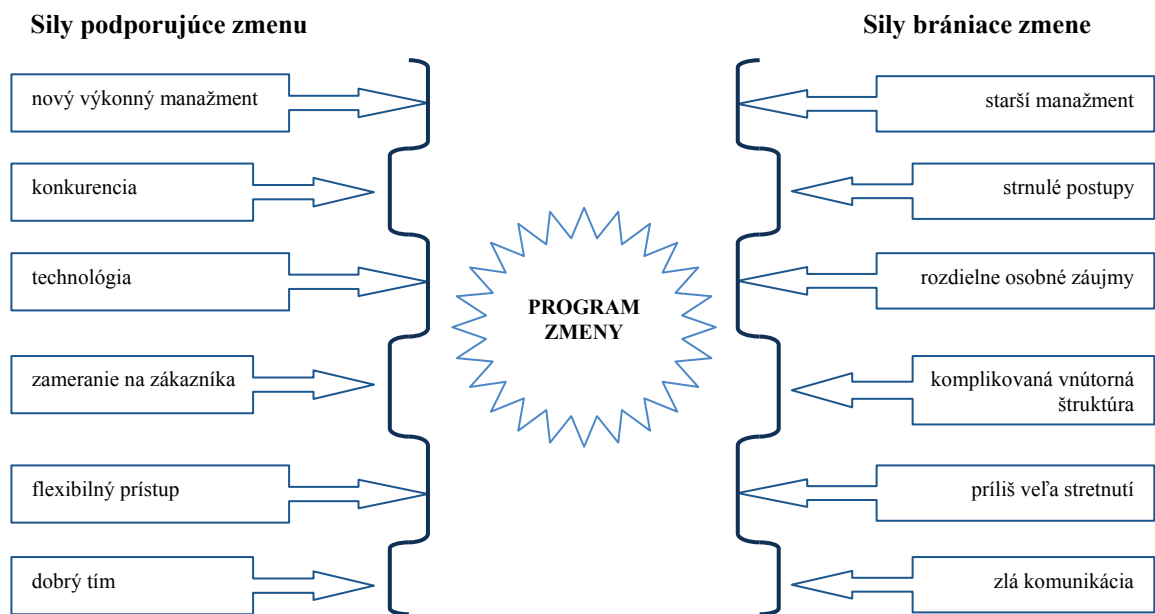 Sily podporujúce zmenu
nový výkonný manažment
konkurencia
technológia
zameranie na zákazníka
flexibilný prístup
dobrý tím
PROGRAM
ZMENY
Sily brániace zmene
starší manažment
strnulé postupy
rozdielne osobné záujmy
komplikovaná vnútorná
štruktúra
príliš veľa stretnutí
zlá komunikácia